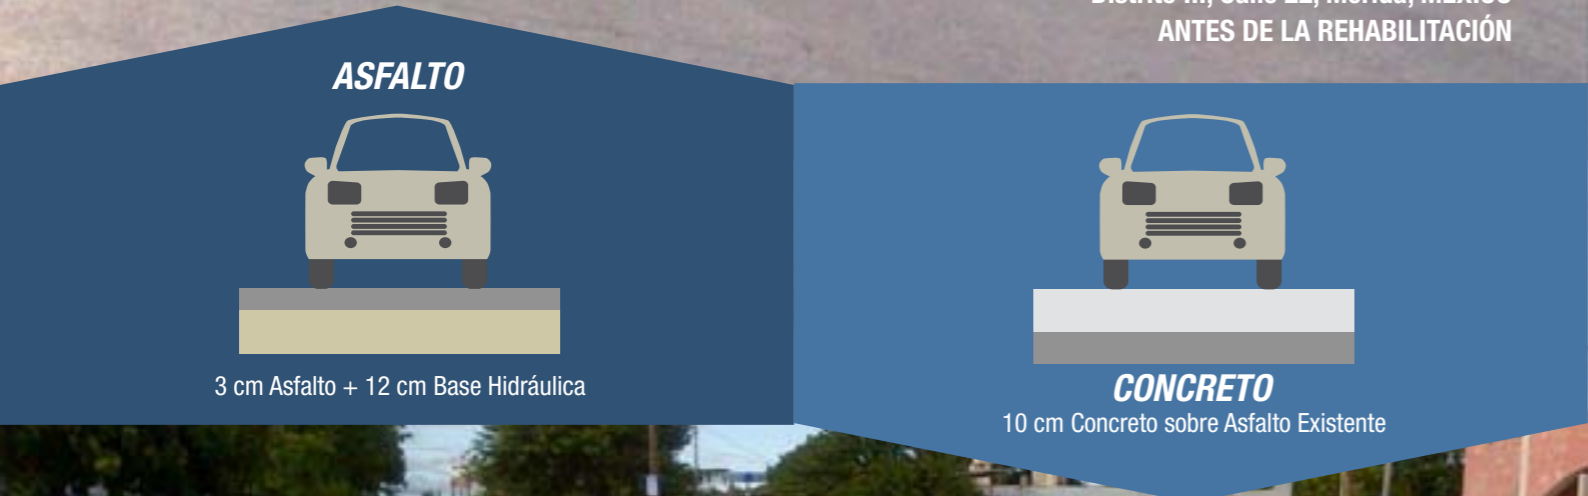 ANTES DE LA REHABILITACIÓN
ASFALTO
3 cm Asfalto + 12 cm Base Hidráulica
CONCRETO
10 cm Concreto sobre Asfalto Existente